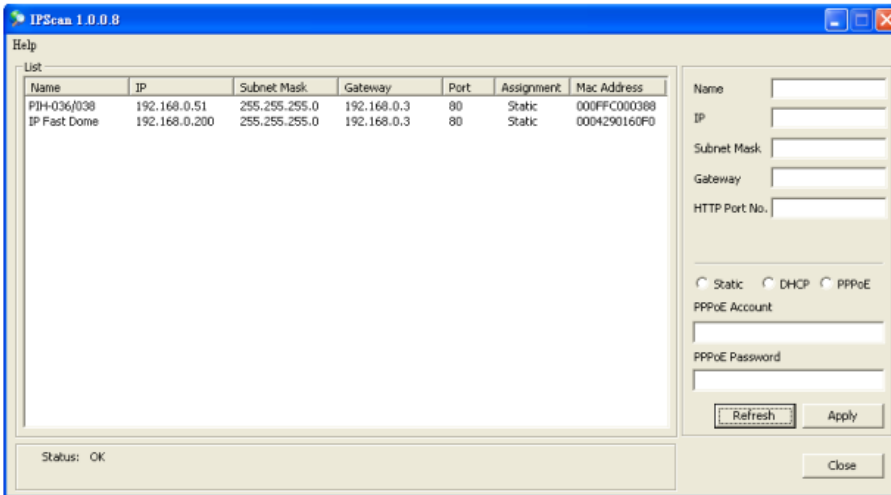 IPScan 1.0.0.8
Help
List
Name IP Subnet Mask Gateway Port Assignment Mac Address
PIH-036/038 192.168.0.51 255.255.255.0 192.168.0.3 80 Static 000FFC000388
IP Fast Dome 192.168.0.200 255.255.255.0 192.168.0.3 80 Static 0004290160F0
Name
IP
Subnet Mask
Gateway
HTTP Port No.
Static DHCP PPPoE
PPPoE Account
PPPoE Password
Refresh Apply
Status: OK
Close